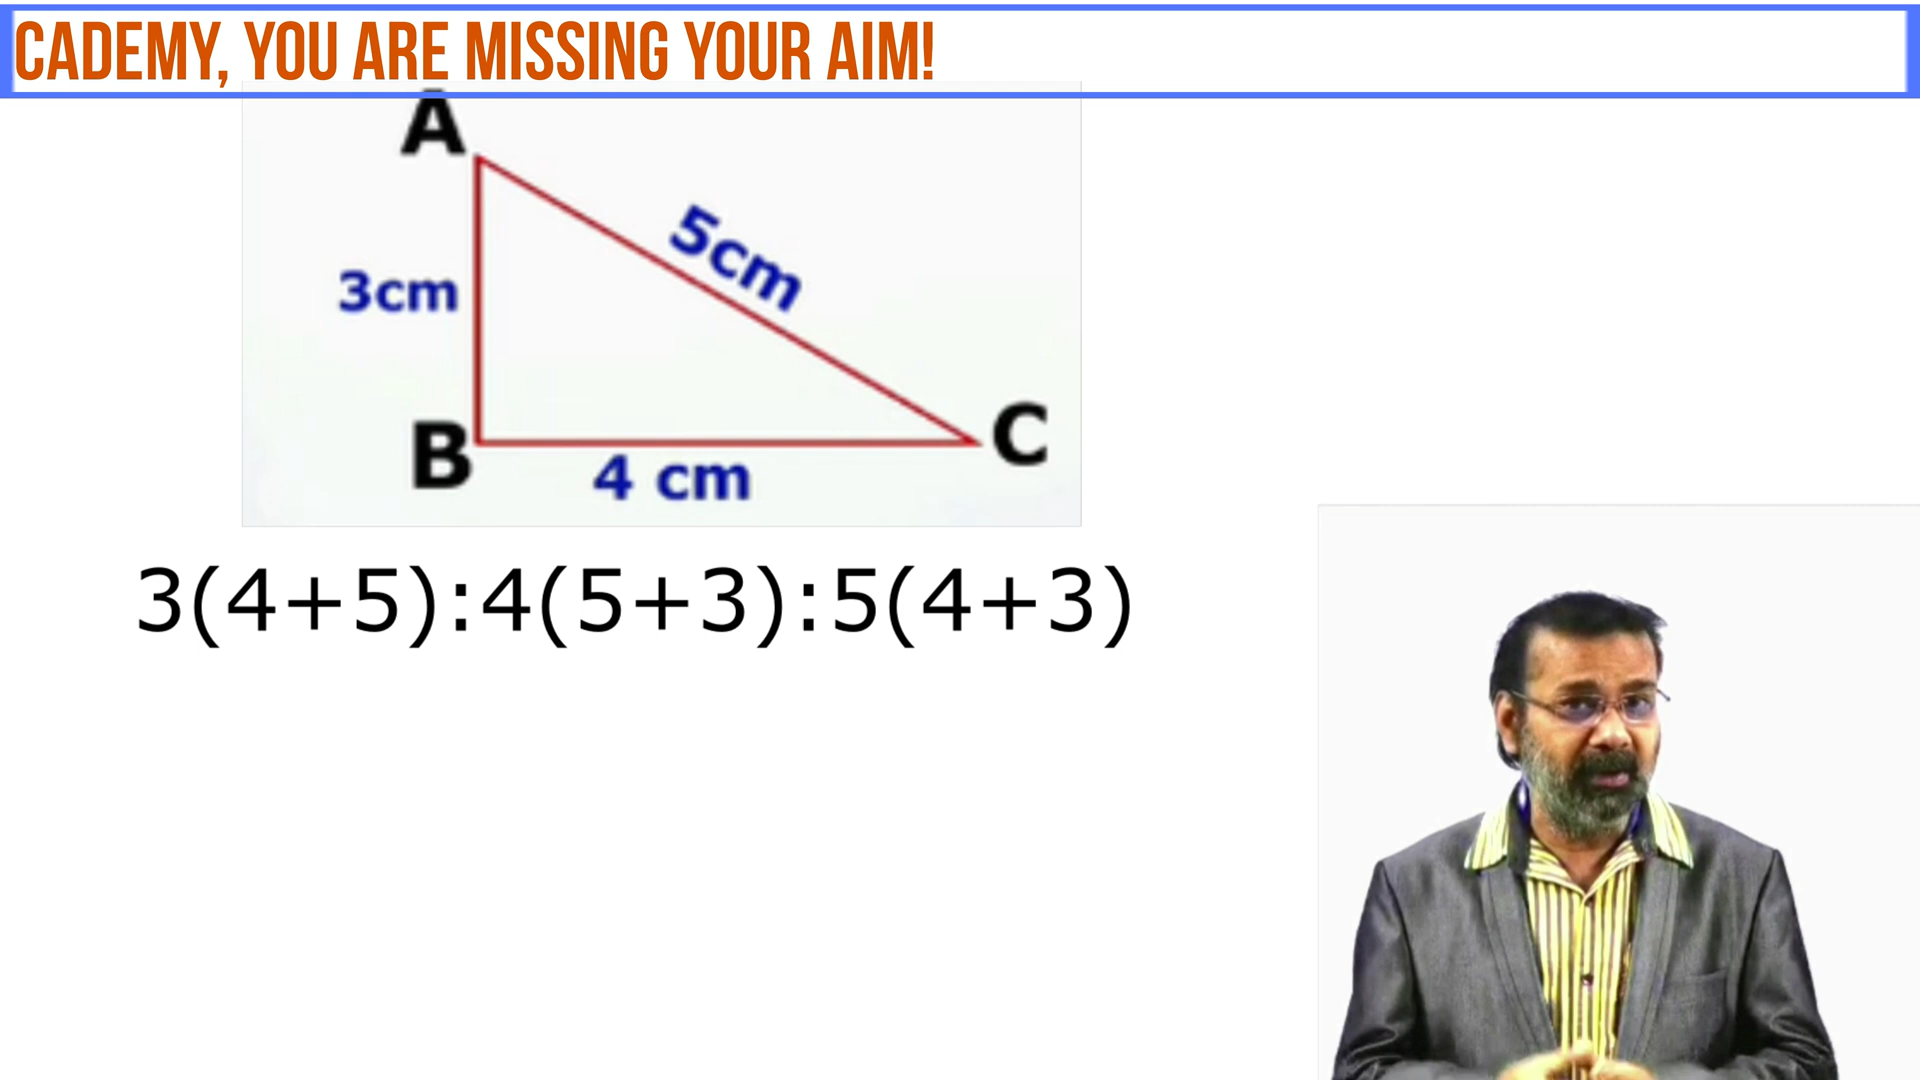 CADEMY, YOU ARE MISSING YOUR AIM!
A
5cm
3cm
B
C
4 cm
3(4+5):4(5+3):5(4+3)